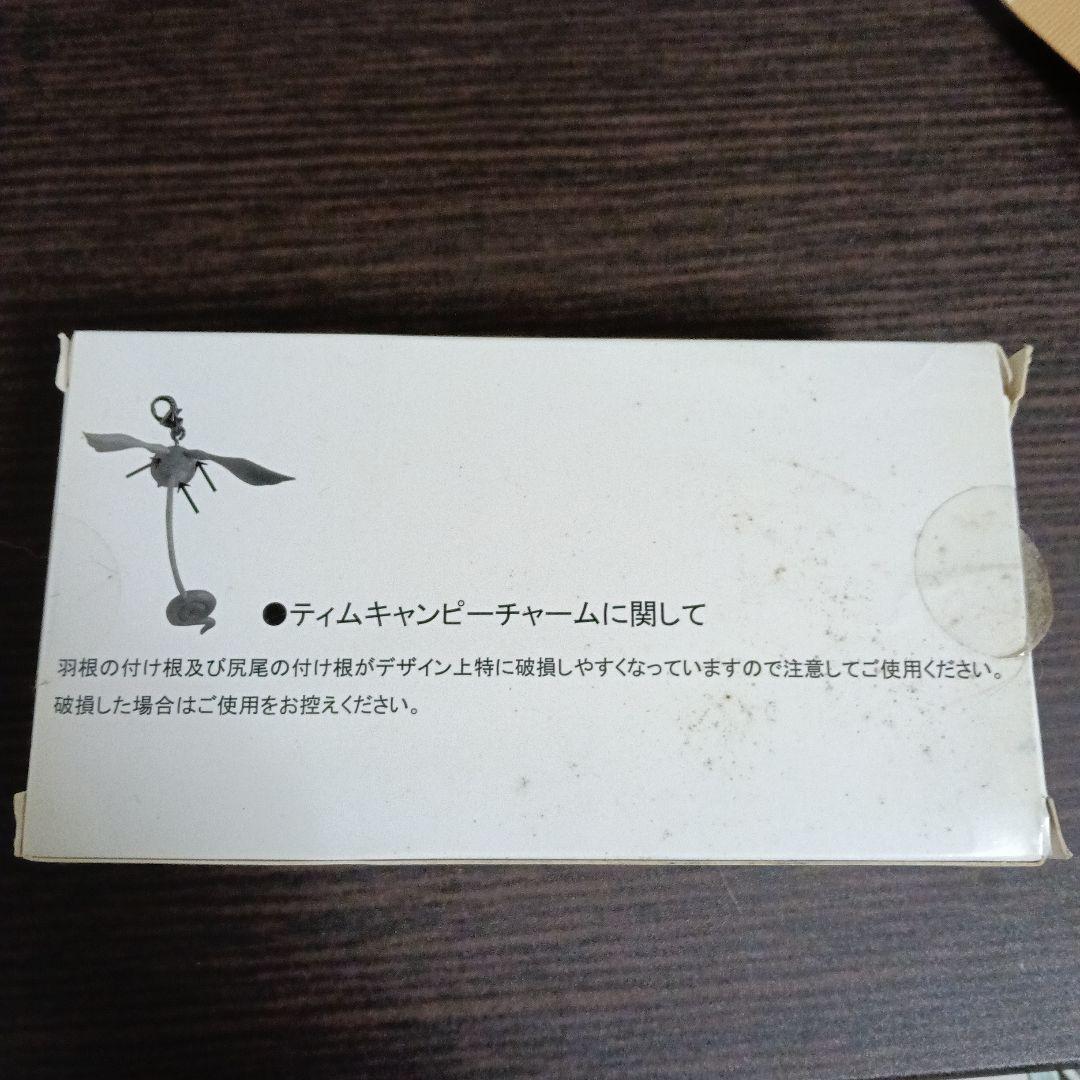 ●ティムキャンピーチャームに関して
羽根の付け根及び尻尾の付け根がデザイン上特に破損しやすくなっていますので注意してご使用ください。
破損した場合はご使用をお控えください。